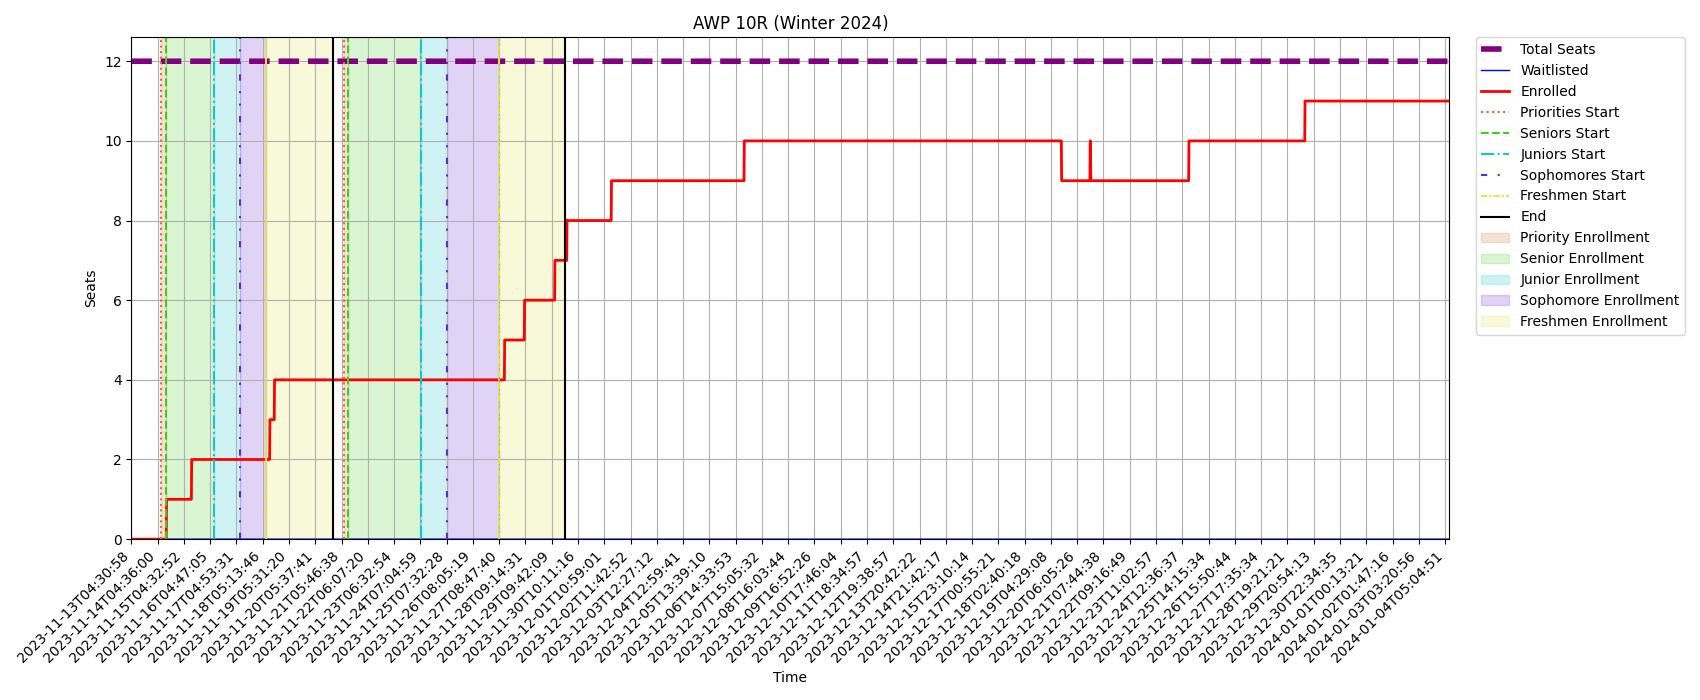 AWP 10R (Winter 2024)
Total Seats
Waitlisted
Enrolled
Priorities Start
Seniors Start
Juniors Start
Sophomores Start
Freshmen Start
End
Priority Enrollment
Senior Enrollment
Junior Enrollment
Sophomore Enrollment
Freshmen Enrollment
Seats
12
10
8
6
4
2
0
2023-11-13T04:30:58
2023-11-14T04:36:00
2023-11-15T04:32:52
2023-11-16T04:47:05
2023-11-17T04:53:31
2023-11-18T05:13:46
2023-11-19T05:31:20
2023-11-20T05:37:41
2023-11-21T05:46:38
2023-11-22T06:07:20
2023-11-23T06:32:54
2023-11-24T07:04:59
2023-11-25T07:32:28
2023-11-26T08:05:19
2023-11-27T08:47:40
2023-11-28T09:14:31
2023-11-29T09:42:09
2023-11-30T10:11:16
2023-12-01T10:59:01
2023-12-02T11:42:52
2023-12-03T12:27:12
2023-12-04T12:59:41
2023-12-05T13:39:10
2023-12-06T14:33:53
2023-12-07T15:05:32
2023-12-08T16:03:44
2023-12-09T16:52:26
2023-12-10T17:46:04
2023-12-11T18:34:57
2023-12-12T19:38:57
2023-12-13T20:42:22
2023-12-14T21:42:17
2023-12-15T23:10:14
2023-12-17T00:55:21
2023-12-18T02:40:18
2023-12-19T04:29:08
2023-12-20T06:05:26
2023-12-21T07:44:38
2023-12-22T09:16:49
2023-12-23T11:02:57
2023-12-24T12:36:37
2023-12-25T14:15:34
2023-12-26T15:50:44
2023-12-27T17:35:34
2023-12-28T19:21:21
2023-12-29T20:54:13
2023-12-30T22:34:35
2024-01-01T00:13:21
2024-01-02T01:47:16
2024-01-03T03:20:56
2024-01-04T05:04:51
Time